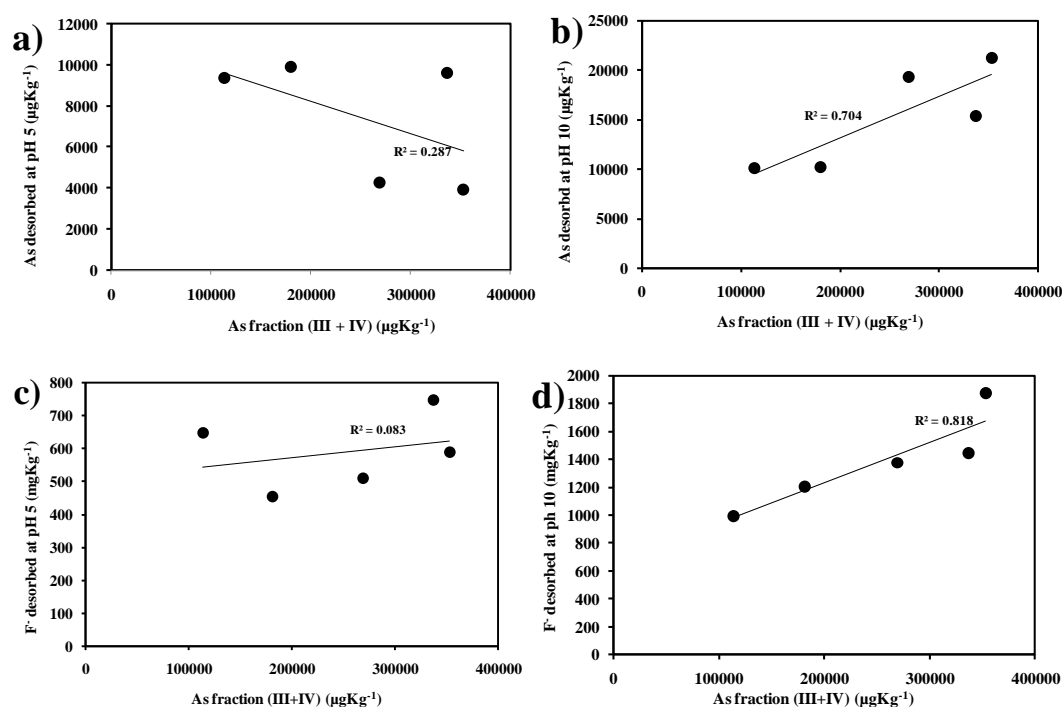 a)
12000
10000
8000
6000
4000
2000
0
As desorbed at pH 5 (µgKg-1)
R² = 0.287
0 100000 200000 300000 400000
As fraction (III + IV) (µgKg-1)
b)
25000
20000
15000
10000
5000
0
As desorbd at pH 10 (µgKg-1)
R² = 0.704
0 100000 200000 300000 400000
As fraction (III + IV) (µgKg-1)
c)
800
700
600
500
400
300
200
100
0
F- desorbed at pH 5 (mgKg-1)
R² = 0.083
0 100000 200000 300000 400000
As fraction (III+IV) (µgKg-1)
d)
2000
1800
1600
1400
1200
1000
800
600
400
200
0
F- desorbed at ph 10 (mgKg-1)
R² = 0.818
0 100000 200000 300000 400000
As fraction (III+IV) (µgKg-1)